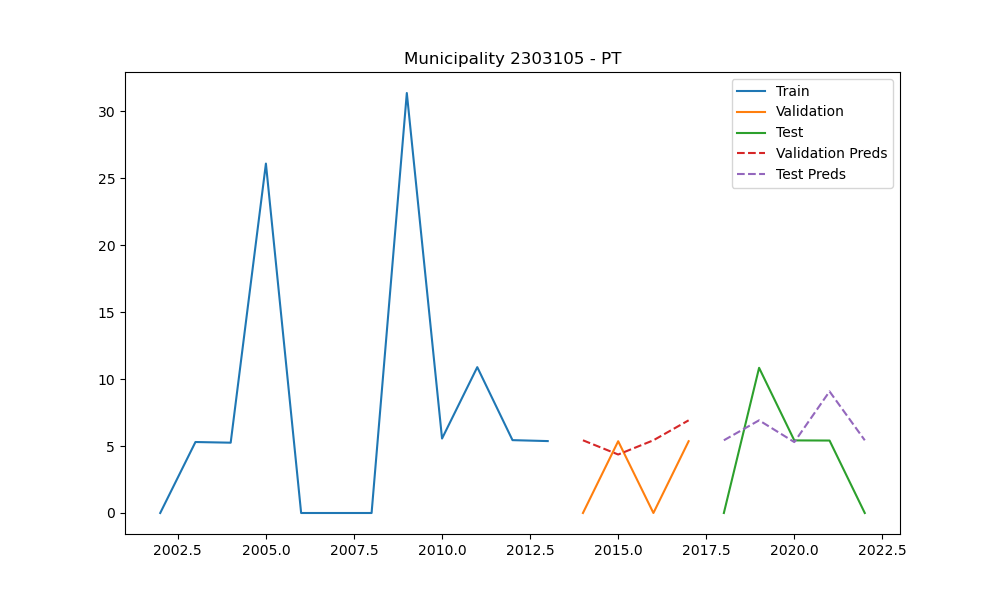 Municipality 2303105 - PT
Train
Validation
Test
Validation Preds
Test Preds
30
25
20
15
10
5
0
2002.5 2005.0 2007.5 2010.0 2012.5 2015.0 2017.5 2020.0 2022.5